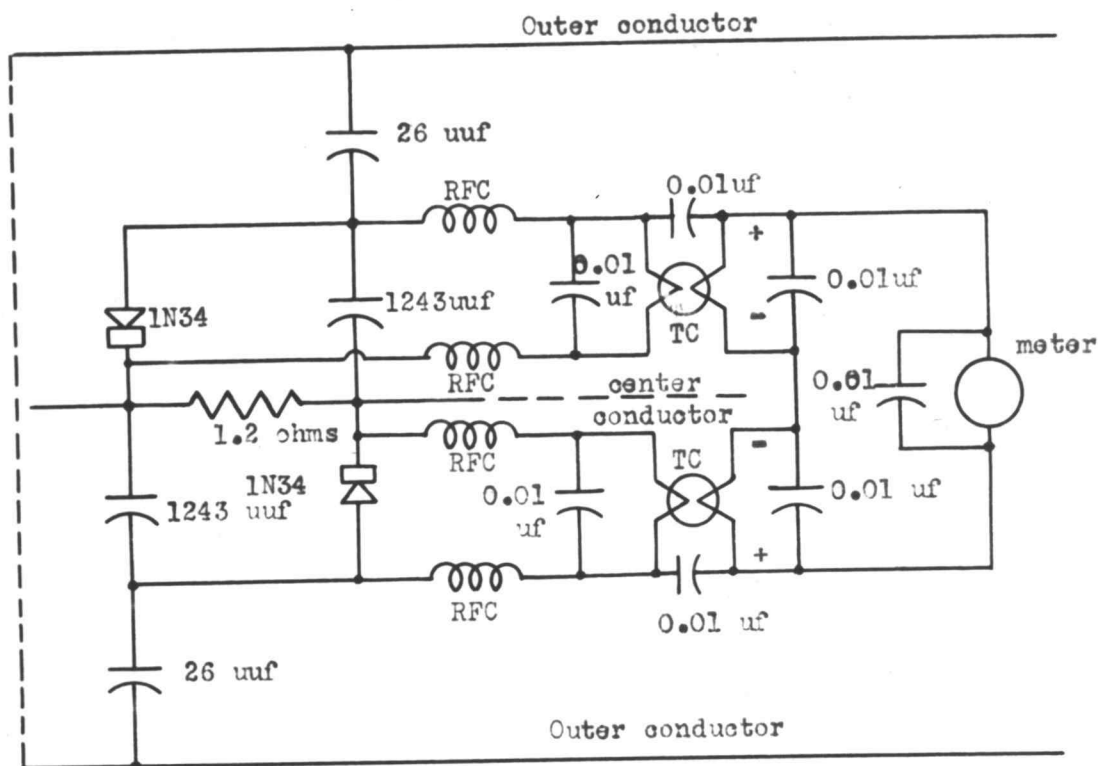 Outer conductor
26 uuf
RFC
0.01uf
+
0.01
uf
0.01uf
1N34
1243uuf
-
TC
meter
RFC
center
conductor
0.01
uf
1.2 ohms
RFC
TC
-
1N34
1243 uuf
0.01
uf
0.01 uf
+
RFC
0.01 uf
26 uuf
Outer conductor